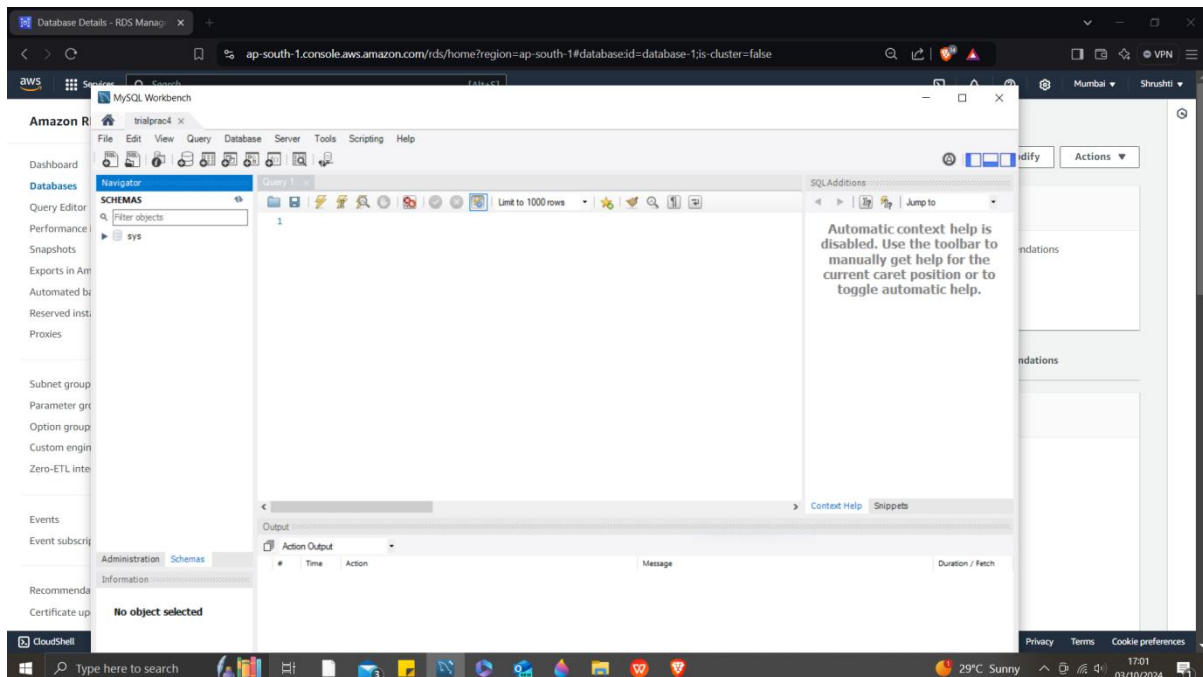 Database Details - RDS Manag
ap-south-1.console.aws.amazon.com/rds/home?region=ap-south-1#database:id=database-1;is-cluster=false
VPN
aws
Services
Search
[Alt+S]
Mumbai
Shrushti
MySQL Workbench
Amazon R
trialprac4
File Edit View Query Database Server Tools Scripting Help
dify
Actions
Dashboard
Databases
Query Editor
Performance
Snapshots
Exports in Am
Automated ba
Reserved insta
Proxies
Subnet group
Parameter gro
Option group
Custom engin
Zero-ETL inte
Events
Event subscrip
Recommenda
Certificate up
Navigator
SCHEMAS
Filter objects
sys
Administration Schemas
Information
No object selected
Query 1
Limit to 1000 rows
1
SQLAdditions
Jump to
Automatic context help is
disabled. Use the toolbar to
manually get help for the
current caret position or to
toggle automatic help.
Context Help Snippets
Output
Action Output
# Time Action Message Duration / Fetch
ndations
ndations
CloudShell
Privacy Terms Cookie preferences
Type here to search
29°C Sunny
17:01
03/10/2024